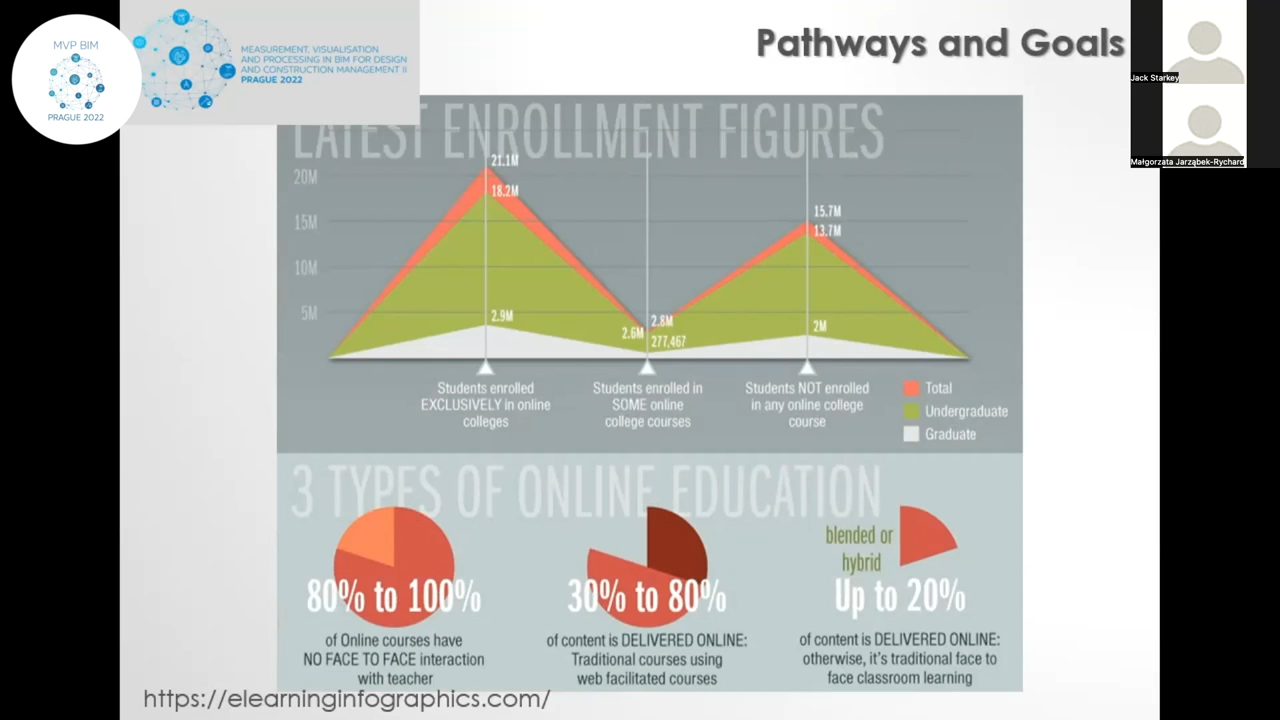 MVP BIM
PRAGUE 2022
MEASUREMENT, VISUALISATION
AND PROCESSING IN BIM FOR DESIGN
AND CONSTRUCTION MANAGEMENT II
PRAGUE 2022
Pathways and Goals
Jack Starkey
Małgorzata Jarząbek-Rychard
LATEST ENROLLMENT FIGURES
20M
15M
10M
5M
21.1M
18.2M
2.9M
2.6M
2.8M
277,467
15.7M
13.7M
2M
Students enrolled
EXCLUSIVELY in online
colleges
Students enrolled in
SOME online
college courses
Students NOT enrolled
in any online college
course
Total
Undergraduate
Graduate
3 TYPES OF ONLINE EDUCATION
80% to 100%
of Online courses have
NO FACE TO FACE interaction
with teacher
30% to 80%
of content is DELIVERED ONLINE:
Traditional courses using
web facilitated courses
blended or
hybrid
Up to 20%
of content is DELIVERED ONLINE:
otherwise, it's traditional face to
face classroom learning
https://elearninginfographics.com/